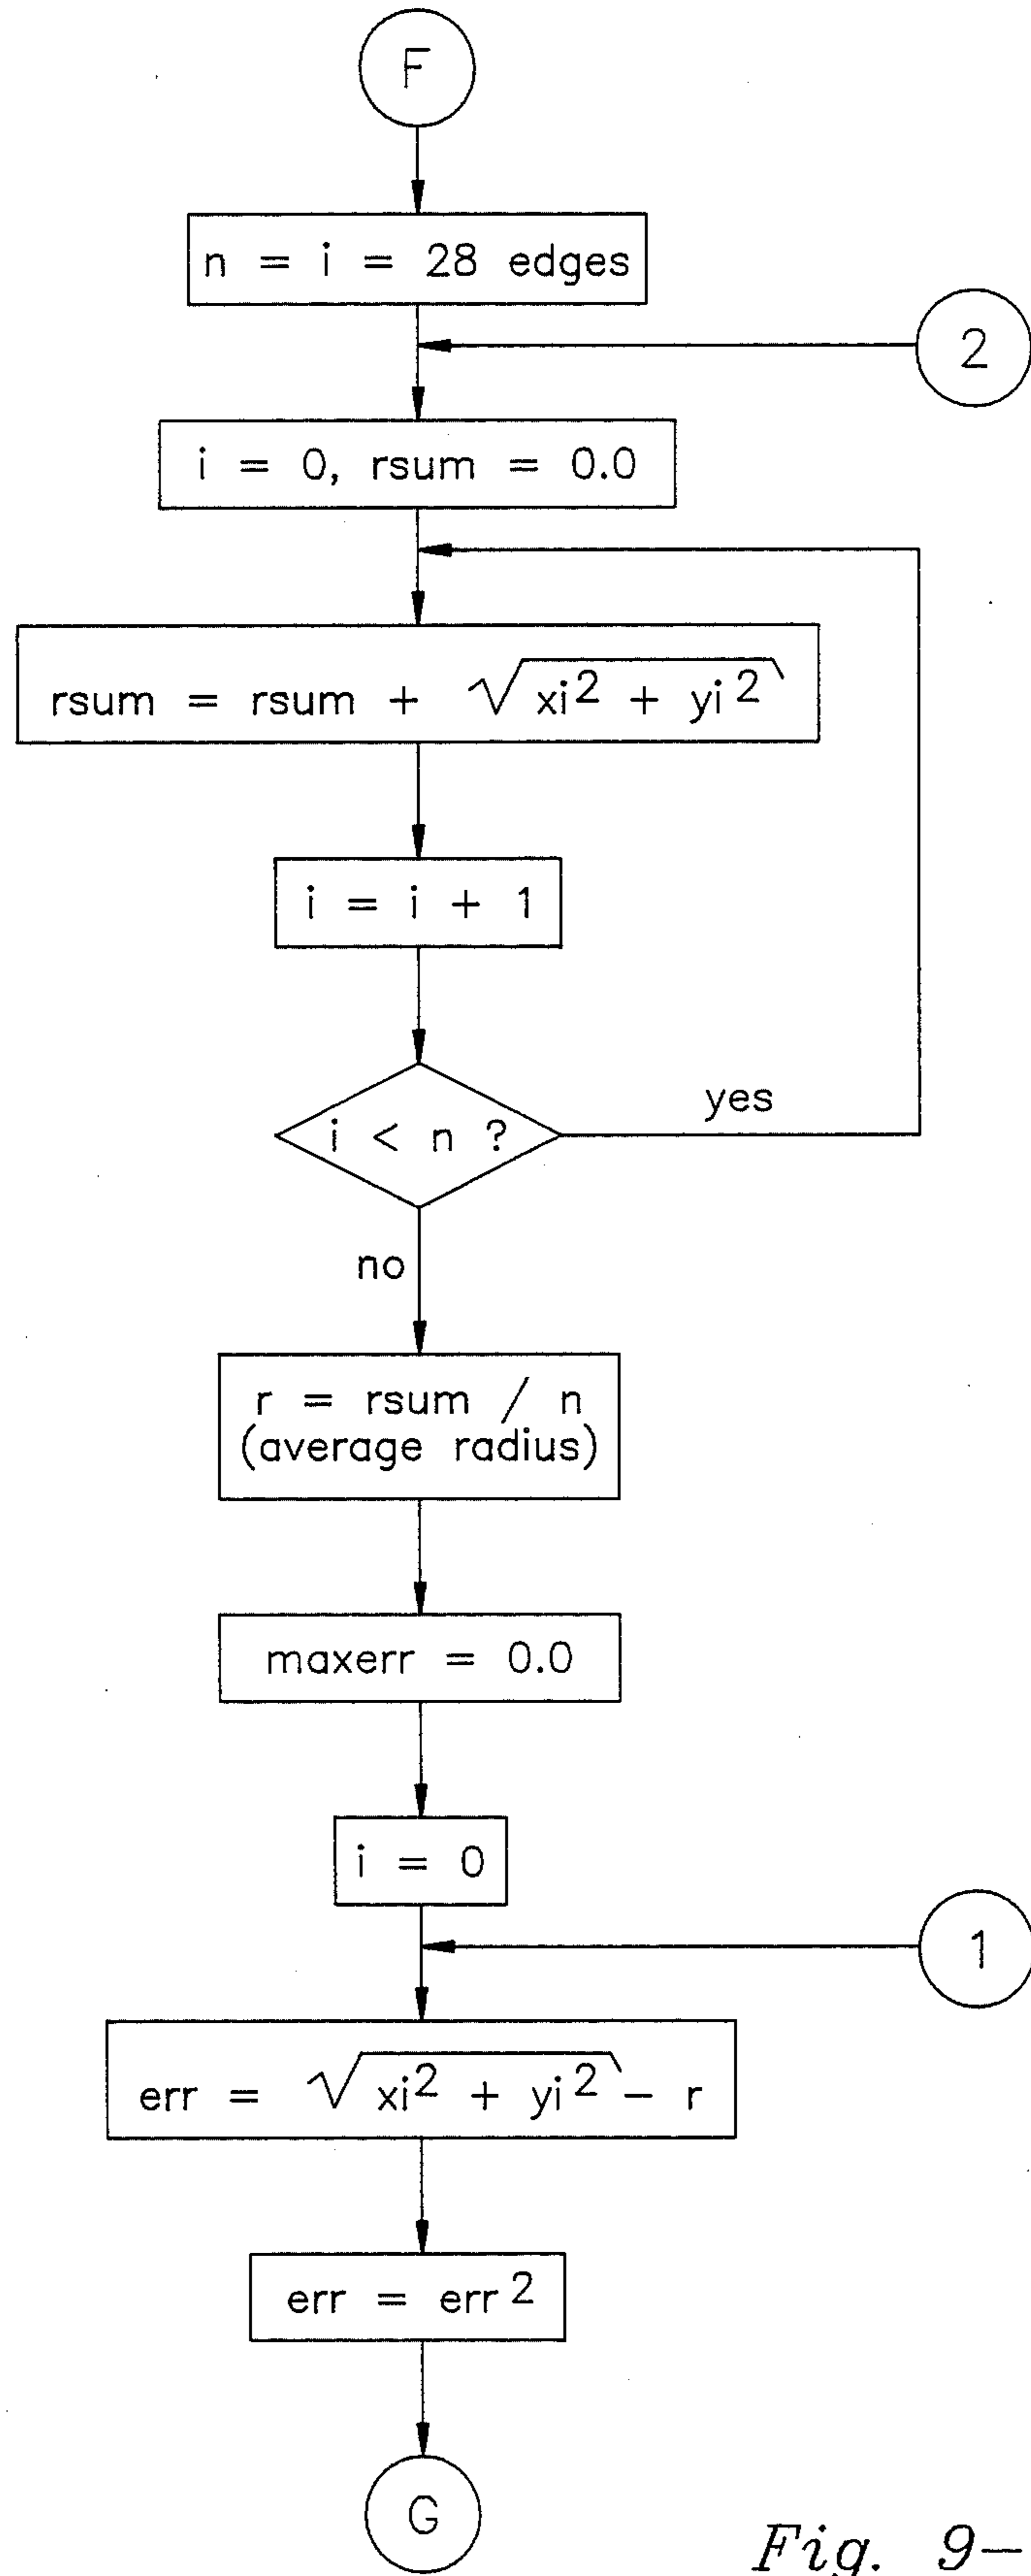 F
n = i = 28 edges
2
i = 0, rsum = 0.0
rsum = rsum + √xi² + yi²
i = i + 1
i < n ?
yes
no
r = rsum / n
(average radius)
maxerr = 0.0
i = 0
1
err = √xi² + yi² - r
err = err²
G
Fig. 9-